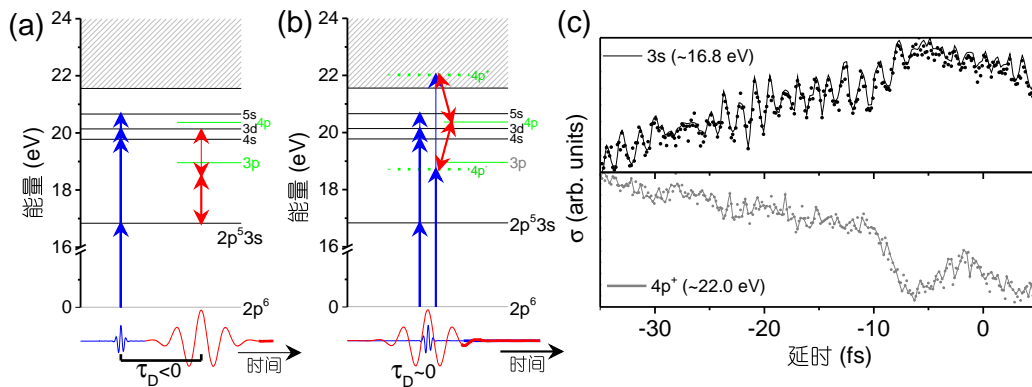 (a)
24
22
20
18
16
0
能量 (eV)
5s
4p
3d
4s
3p
2p⁵3s
2p⁶
τD<0
时间
(b)
24
22
20
18
16
0
能量 (eV)
4p⁺
5s
4p
3d
4s
3p
4p⁻
2p⁵3s
2p⁶
τD~0
时间
(c)
3s (~16.8 eV)
σ (arb. units)
4p⁺ (~22.0 eV)
-30 -20 -10 0
延时 (fs)